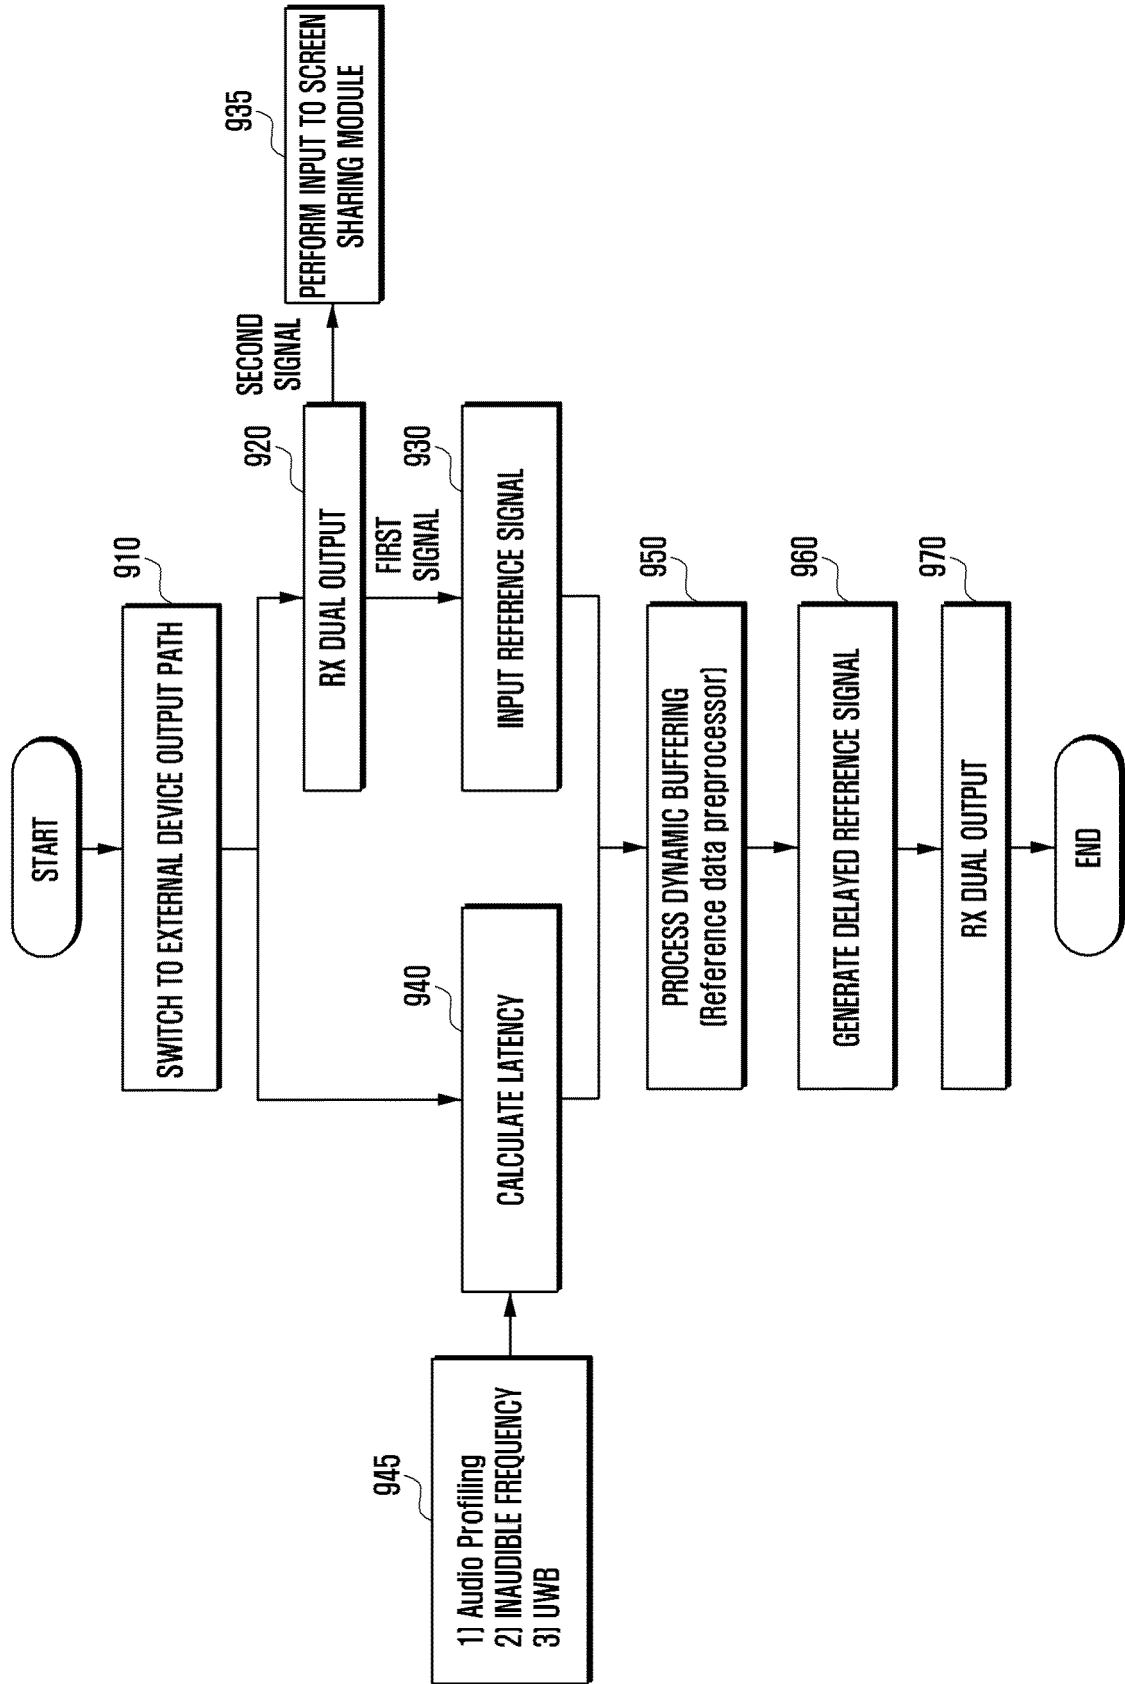 START
910
SWITCH TO EXTERNAL DEVICE OUTPUT PATH
920
RX DUAL OUTPUT
SECOND
SIGNAL
935
PERFORM INPUT TO SCREEN
SHARING MODULE
FIRST
SIGNAL
930
INPUT REFERENCE SIGNAL
940
CALCULATE LATENCY
945
1) Audio Profiling
2) INAUDIBLE FREQUENCY
3) UWB
950
PROCESS DYNAMIC BUFFERING
(Reference data preprocessor)
960
GENERATE DELAYED REFERENCE SIGNAL
970
RX DUAL OUTPUT
END